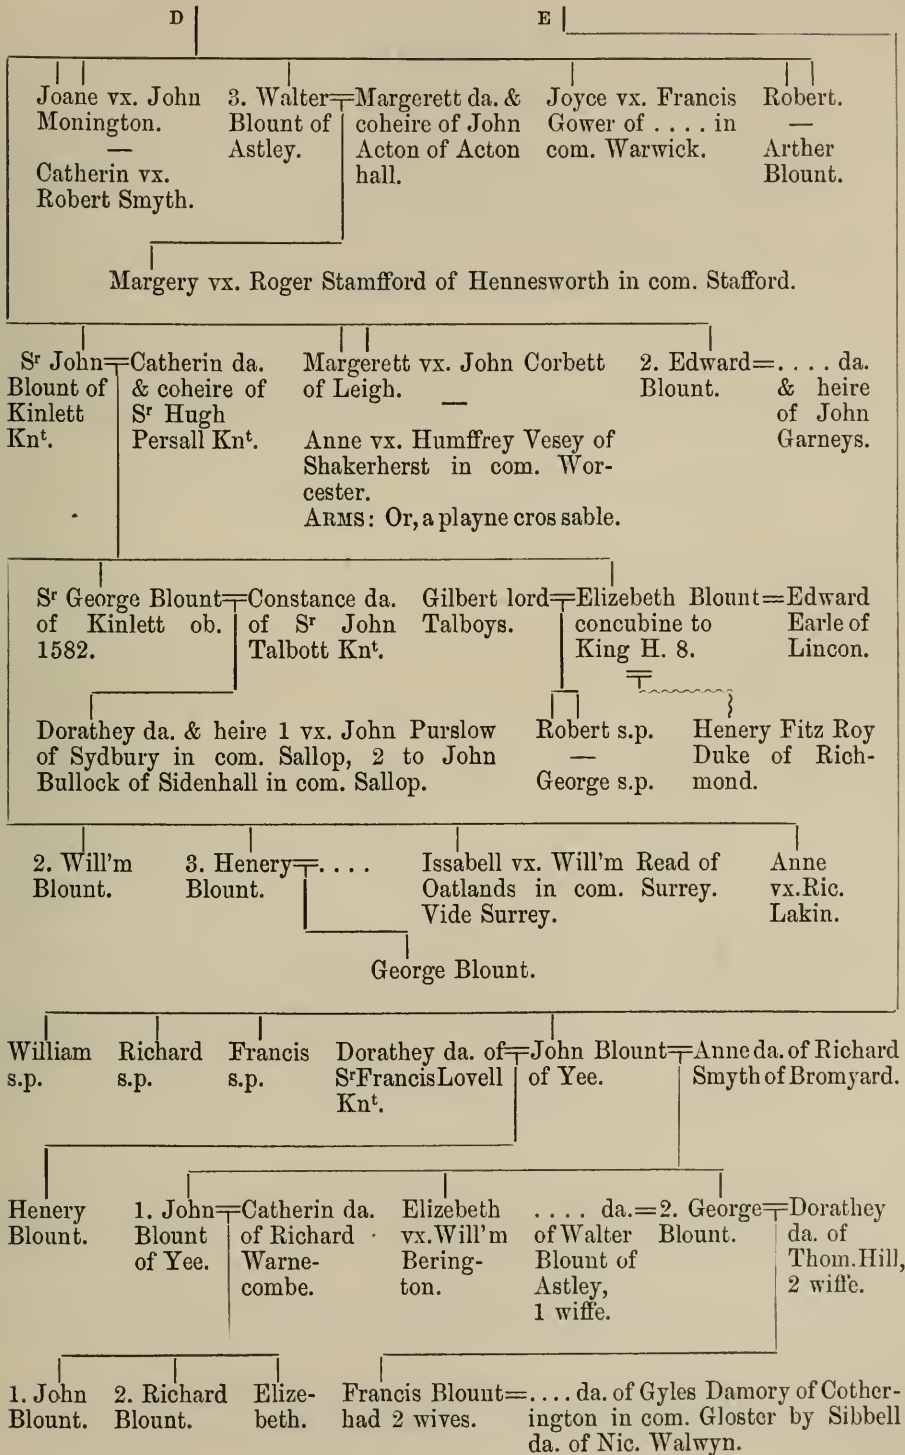 D
E
Joane vx. John
Monington.
—
Catherin vx.
Robert Smyth.
3. Walter
Blount of
Astley.
Margerett da. &
coheire of John
Acton of Acton
hall.
Joyce vx. Francis
Gower of . . . . in
com. Warwick.
Robert.
—
Arther
Blount.
Margery vx. Roger Stamfford of Hennesworth in com. Stafford.
Sr John
Blount of
Kinlett
Knt.
Catherin da.
& coheire of
Sr Hugh
Persall Knt.
Margerett vx. John Corbett
of Leigh.
—
Anne vx. Humffrey Vesey of
Shakerherst in com. Wor-
cester.
ARMS: Or, a playne cros sable.
2. Edward
Blount.
. . . . da.
& heire
of John
Garneys.
Sr George Blount
of Kinlett ob.
1582.
Constance da.
of Sr John
Talbott Knt.
Gilbert lord
Talboys.
Elizebeth Blount
concubine to
King H. 8.
Edward
Earle of
Lincon.
Dorathey da. & heire 1 vx. John Purslow
of Sydbury in com. Sallop, 2 to John
Bullock of Sidenhall in com. Sallop.
Robert s.p.
—
George s.p.
Henery Fitz Roy
Duke of Rich-
mond.
2. Will'm
Blount.
3. Henery
Blount.
. . . .
Issabell vx. Will'm Read of
Oatlands in com. Surrey.
Vide Surrey.
Anne
vx. Ric.
Lakin.
George Blount.
William
s.p.
Richard
s.p.
Francis
s.p.
Dorathey da. of
Sr Francis Lovell
Knt.
John Blount
of Yee.
Anne da. of Richard
Smyth of Bromyard.
Henery
Blount.
1. John
Blount
of Yee.
Catherin da.
of Richard
Warne-
combe.
Elizebeth
vx. Will'm
Bering-
ton.
. . . . da.
of Walter
Blount of
Astley,
1 wiffe.
2. George
Blount.
Dorathey
da. of
Thom. Hill,
2 wiffe.
1. John
Blount.
2. Richard
Blount.
Elize-
beth.
Francis Blount
had 2 wives.
. . . . da. of Gyles Damory of Cother-
ington in com. Gloster by Sibbell
da. of Nic. Walwyn.